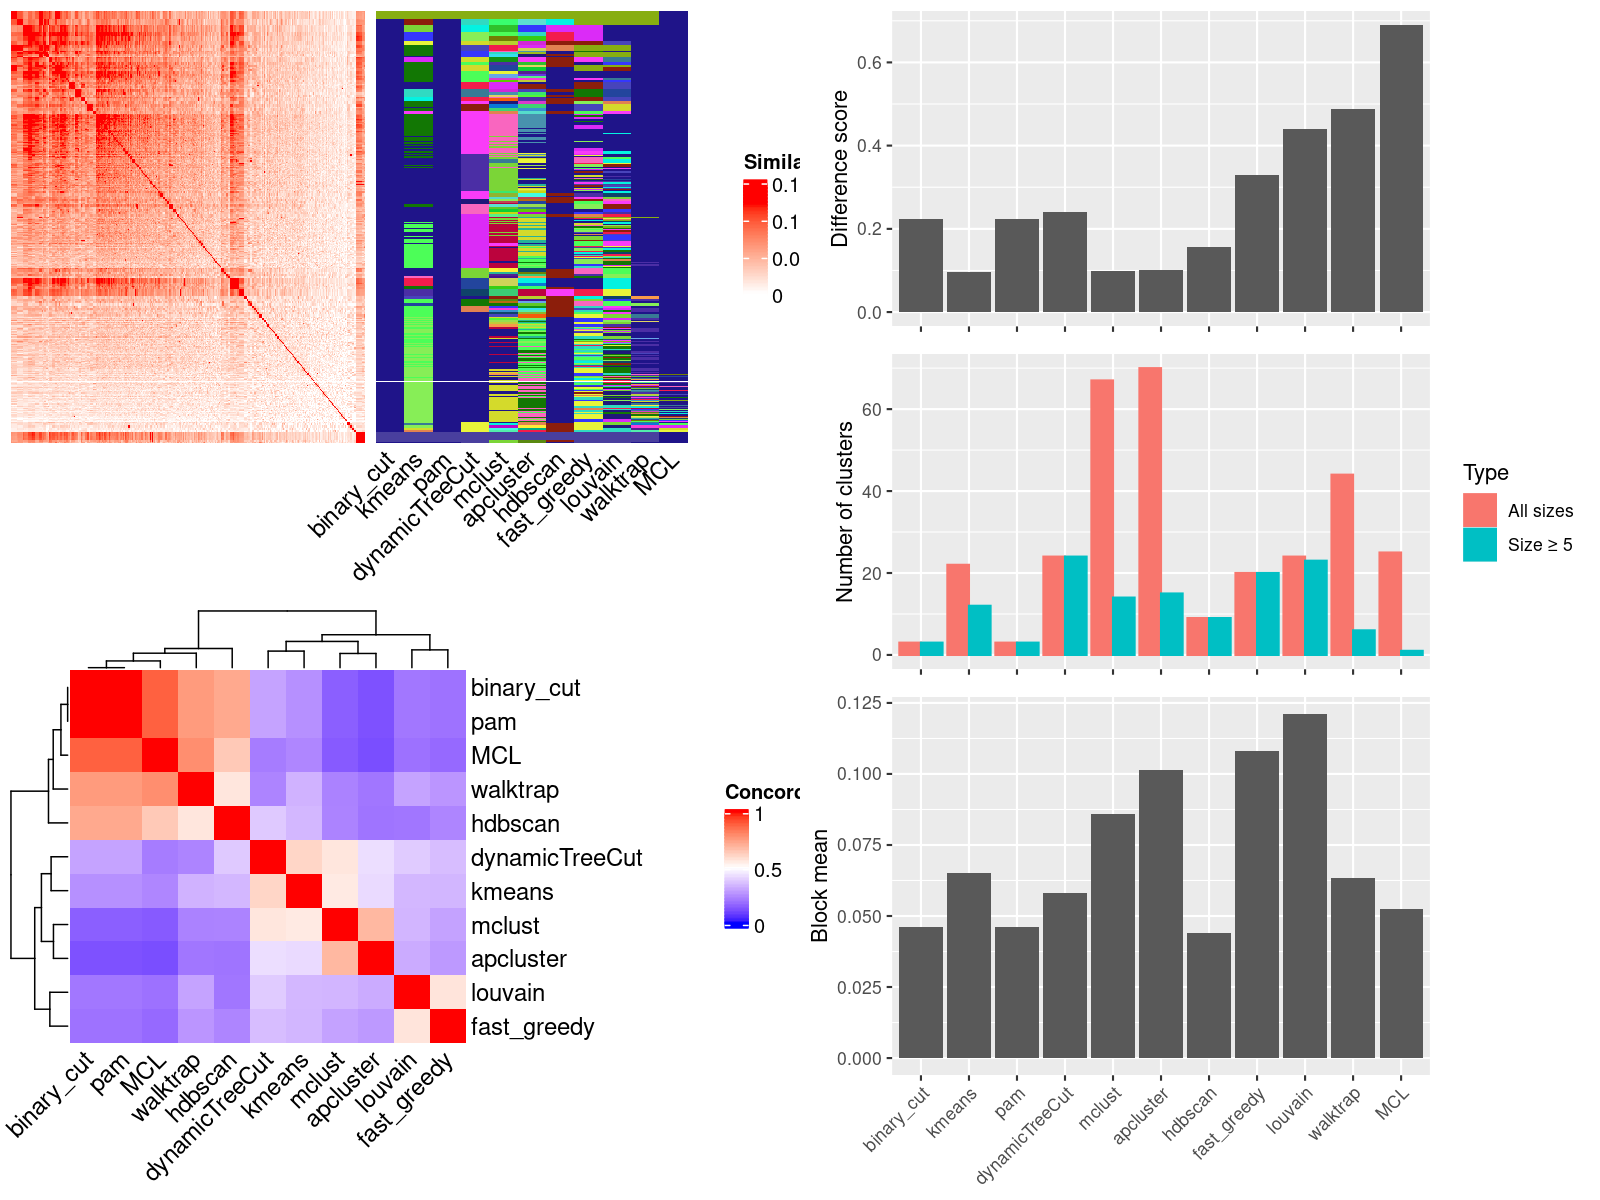 Simila
0.1
0.1
0.0
0
binary_cut
kmeans
pam
dynamicTreeCut
mclust
apcluster
hdbscan
fast_greedy
louvain
walktrap
MCL
binary_cut
pam
MCL
walktrap
hdbscan
dynamicTreeCut
kmeans
mclust
apcluster
louvain
fast_greedy
binary_cut
pam
MCL
walktrap
hdbscan
dynamicTreeCut
kmeans
mclust
apcluster
louvain
fast_greedy
Concord
1
0.5
0
Difference score
0.6
0.4
0.2
0.0
Number of clusters
60
40
20
0
Type
All sizes
Size ≥ 5
Block mean
0.125
0.100
0.075
0.050
0.025
0.000
binary_cut
kmeans
pam
dynamicTreeCut
mclust
apcluster
hdbscan
fast_greedy
louvain
walktrap
MCL